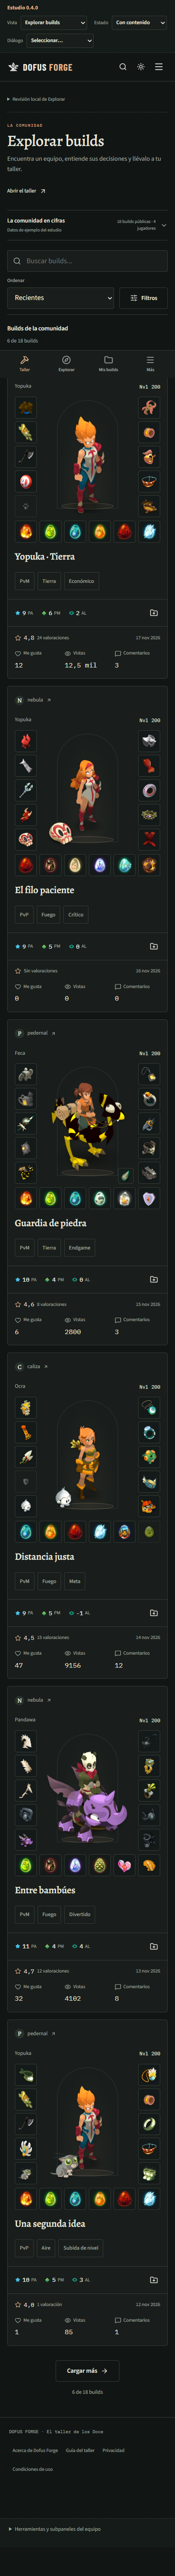 Estudio 0.4.0
Vista Explorar builds Estado Con contenido
Diálogo Seleccionar...
DOFUS FORGE
Revisión local de Explorar
LA COMUNIDAD
Explorar builds
Encuentra un equipo, entiende sus decisiones y llévalo a tu
taller.
Abrir el taller
La comunidad en cifras
Datos de ejemplo del estudio
18 builds públicas · 4
jugadores
Buscar builds...
Ordenar
Recientes
Filtros
Builds de la comunidad
6 de 18 builds
Taller Explorar Mis builds Más
Yopuka Nvl 200
Yopuka · Tierra
PvM Tierra Económico
9 PA 6 PM 2 AL
4,8 24 valoraciones 17 nov 2026
Me gusta Vistas Comentarios
12 12,5 mil 3
N nebula
Yopuka Nvl 200
El filo paciente
PvP Fuego Crítico
9 PA 5 PM 0 AL
Sin valoraciones 16 nov 2026
Me gusta Vistas Comentarios
0 0 0
P pedernal
Feca Nvl 200
Guardia de piedra
PvM Tierra Endgame
10 PA 4 PM 0 AL
4,6 8 valoraciones 15 nov 2026
Me gusta Vistas Comentarios
6 2800 3
C caliza
Ocra Nvl 200
Distancia justa
PvM Fuego Meta
9 PA 5 PM -1 AL
4,5 15 valoraciones 14 nov 2026
Me gusta Vistas Comentarios
47 9156 12
N nebula
Pandawa Nvl 200
Entre bambúes
PvM Fuego Divertido
11 PA 4 PM 4 AL
4,7 12 valoraciones 13 nov 2026
Me gusta Vistas Comentarios
32 4102 8
P pedernal
Yopuka Nvl 200
Una segunda idea
PvP Aire Subida de nivel
10 PA 5 PM 3 AL
4,0 1 valoración 12 nov 2026
Me gusta Vistas Comentarios
1 85 1
Cargar más
6 de 18 builds
DOFUS FORGE · El taller de los Doce
Acerca de Dofus Forge Guía del taller Privacidad
Condiciones de uso
Herramientas y subpaneles del equipo